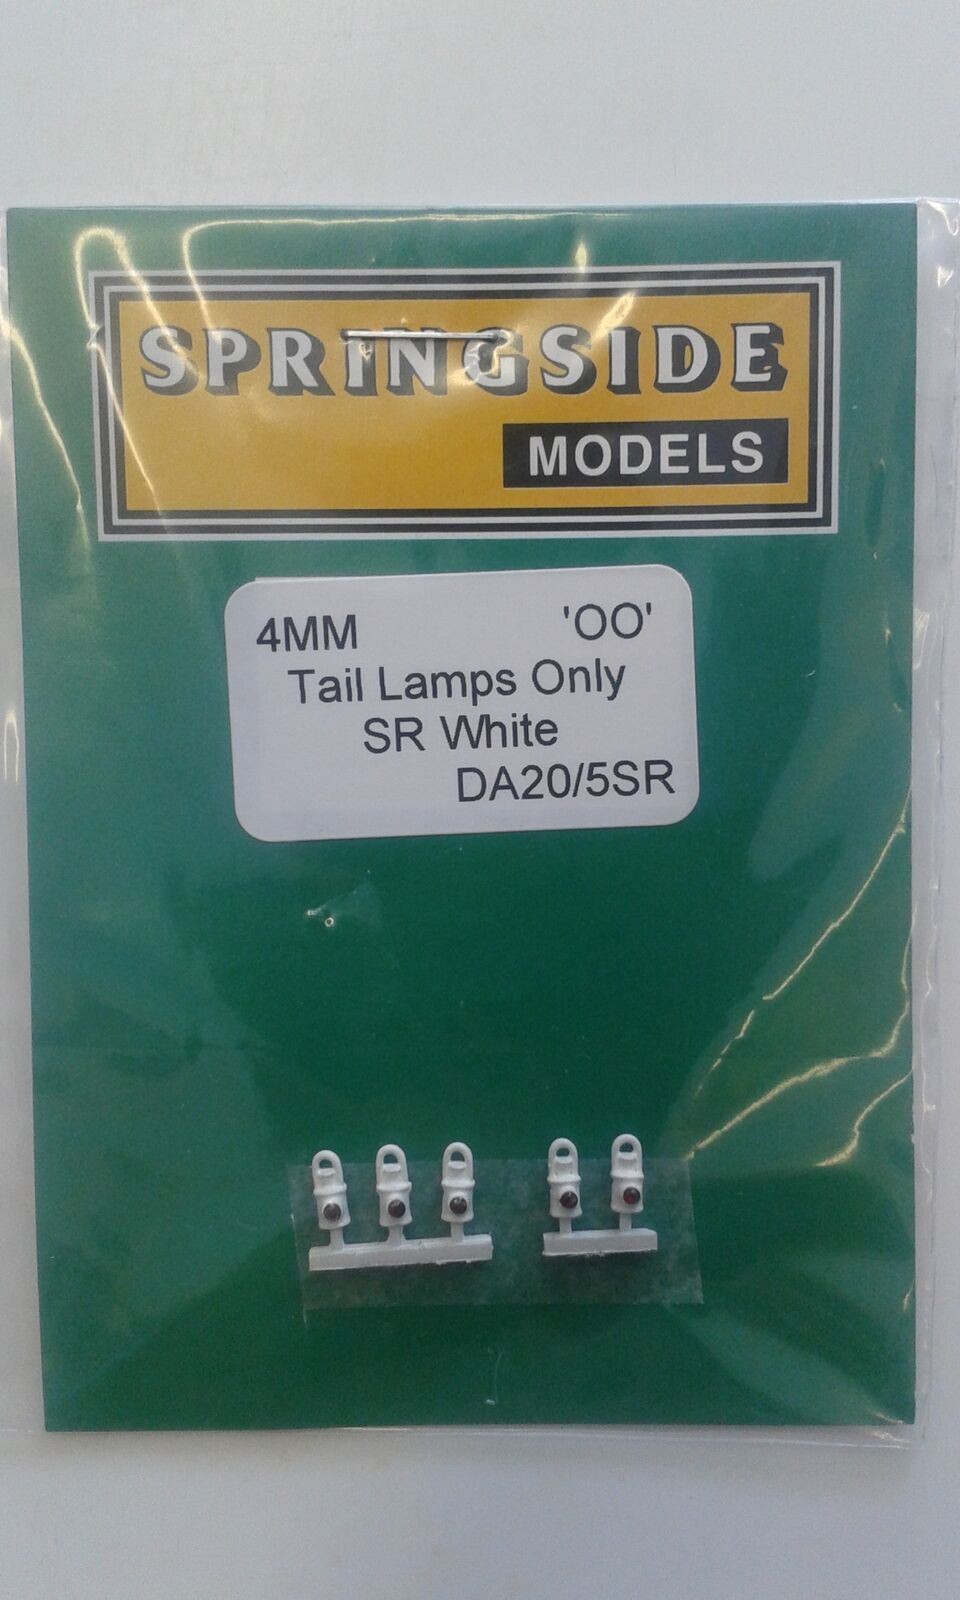 SPRINGSIDE
MODELS
4MM 'OO'
Tail Lamps Only
SR White
DA20/5SR